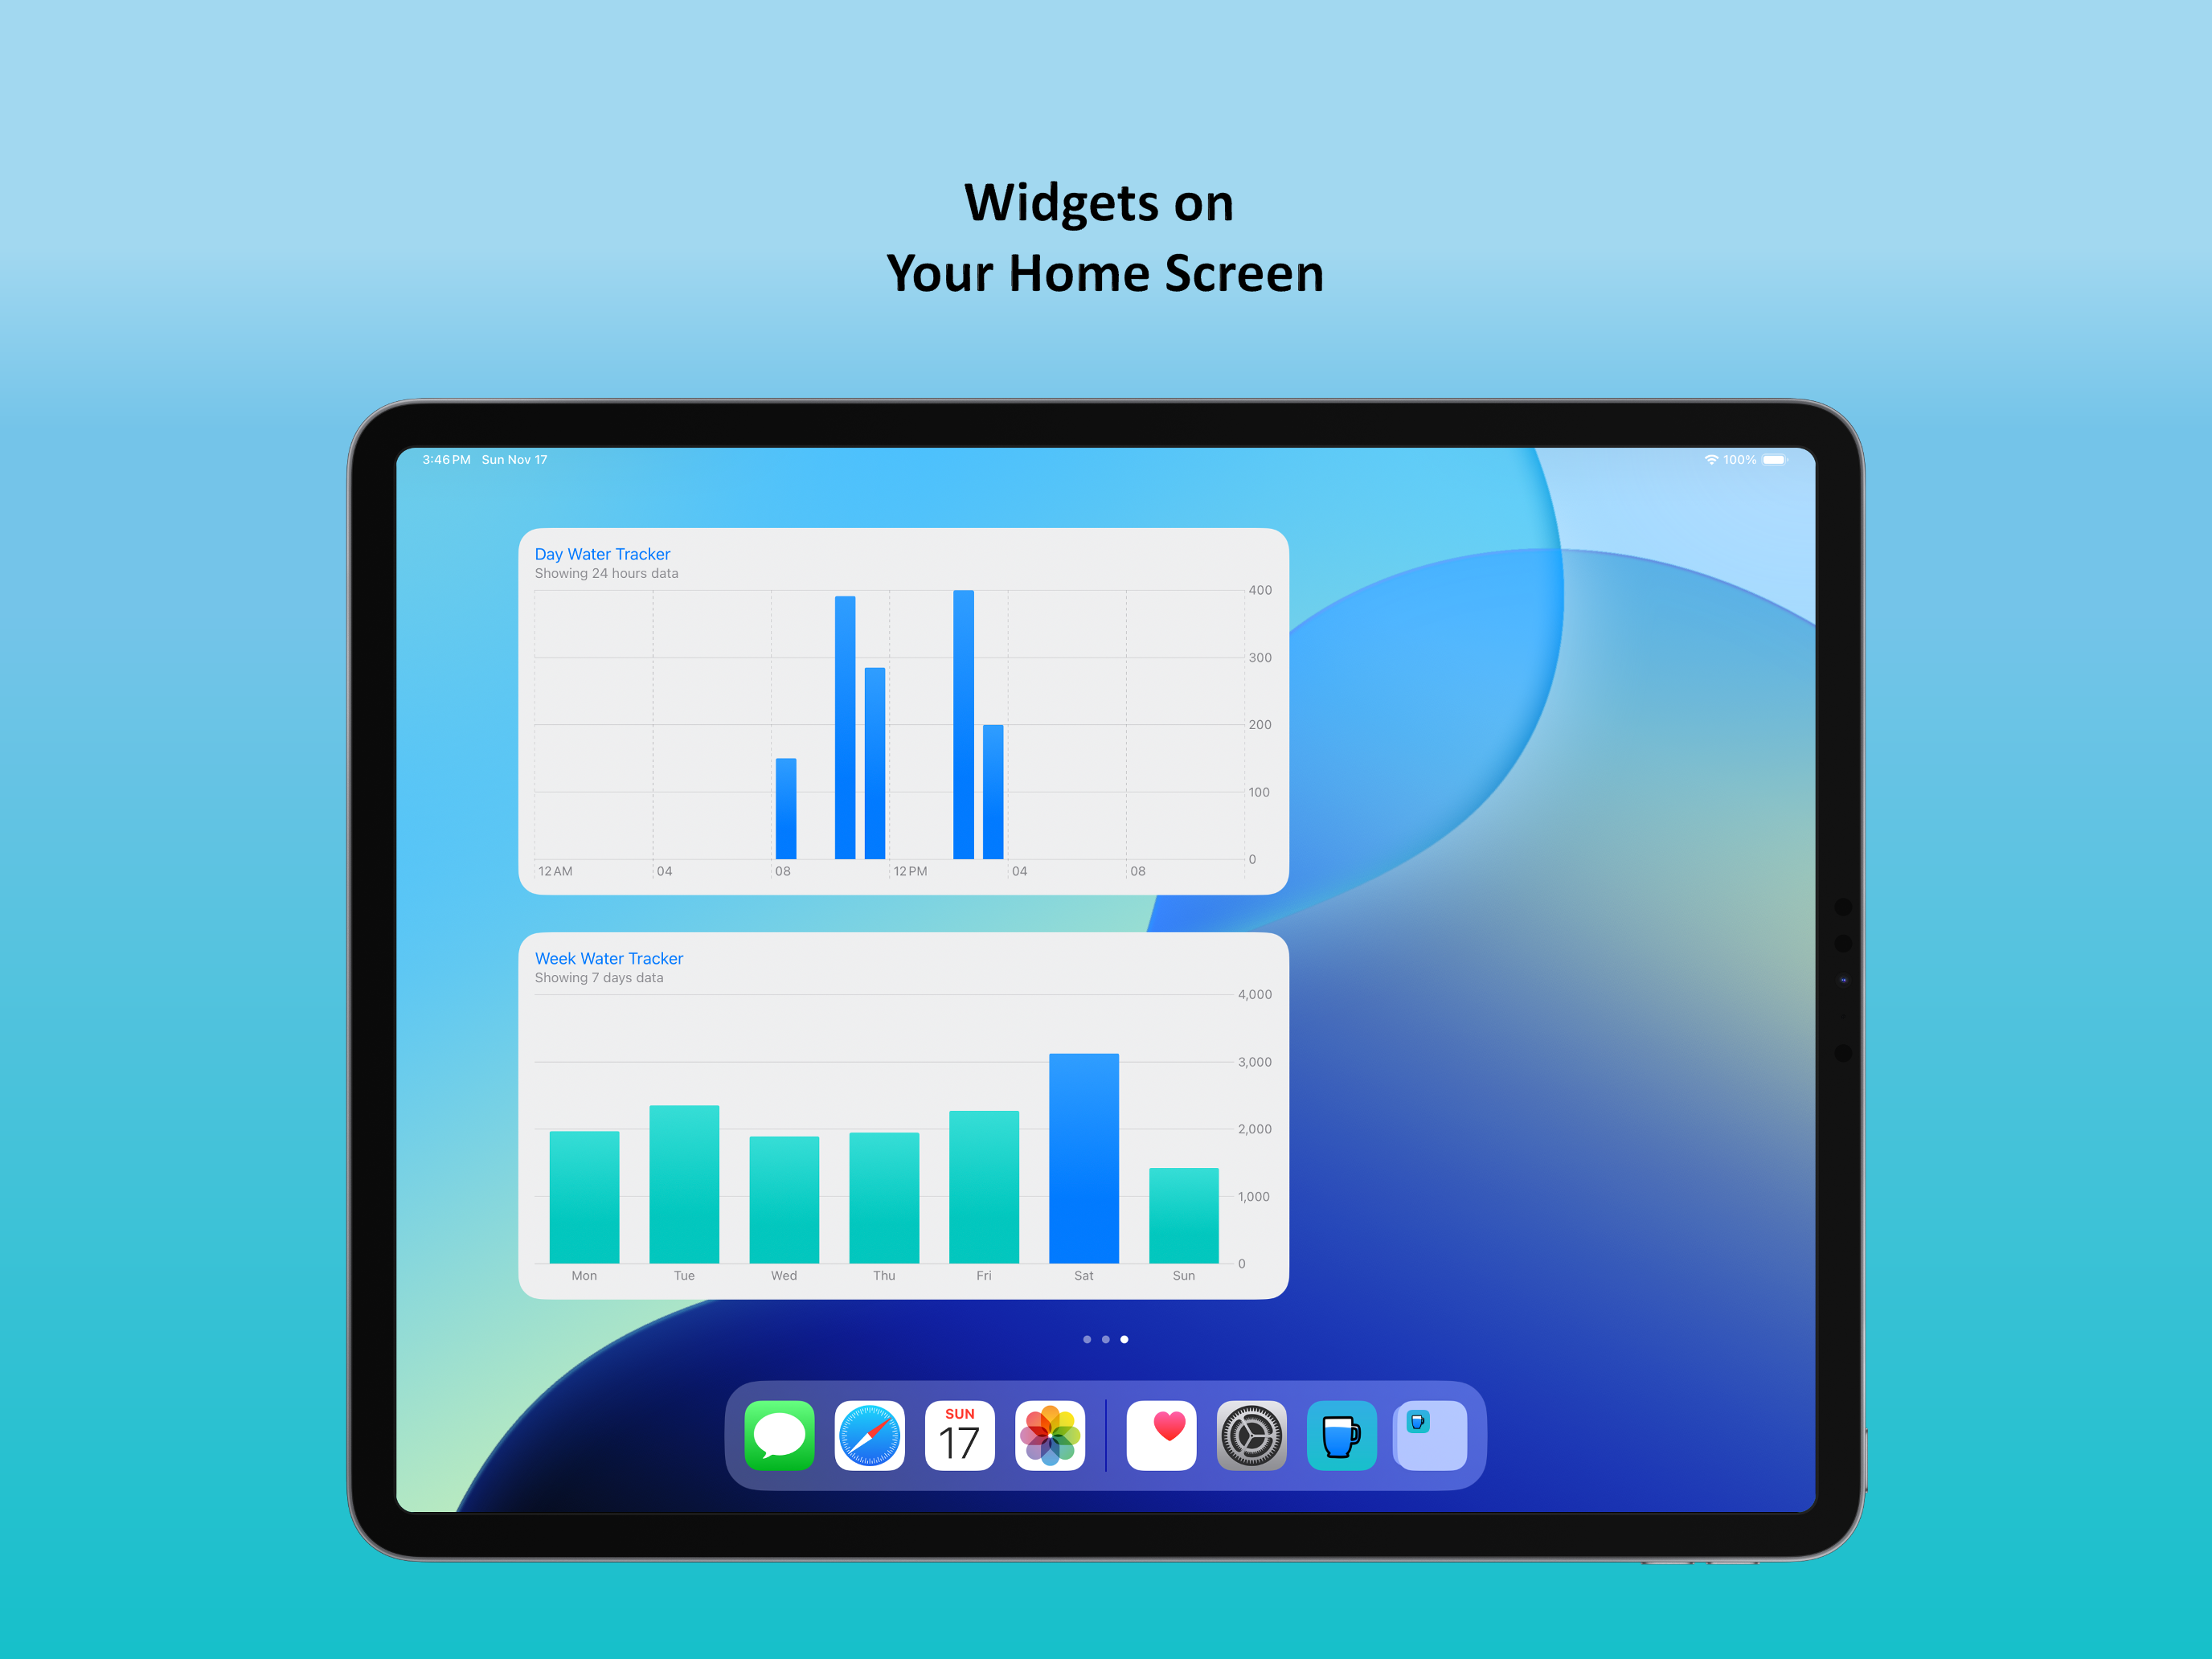 Widgets on
Your Home Screen
3:46 PM Sun Nov 17
100%
Day Water Tracker
Showing 24 hours data
400
300
200
100
0
12 AM 04 08 12 PM 04 08
Week Water Tracker
Showing 7 days data
4,000
3,000
2,000
1,000
0
Mon Tue Wed Thu Fri Sat Sun
SUN
17